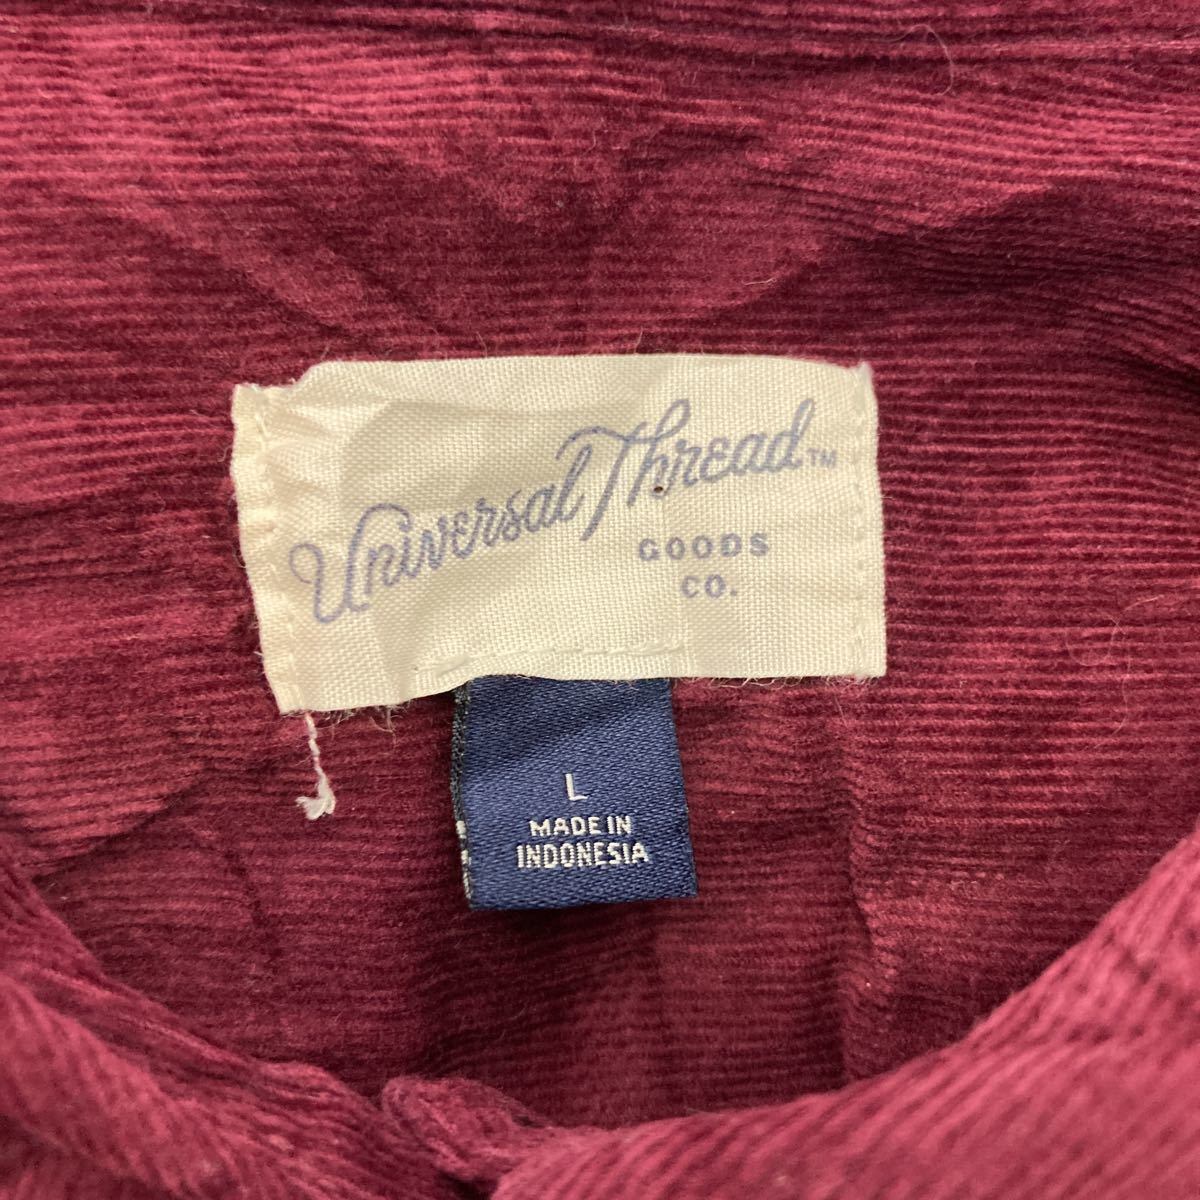 Universal Thread™
GOODS
CO.
L
MADE IN
INDONESIA